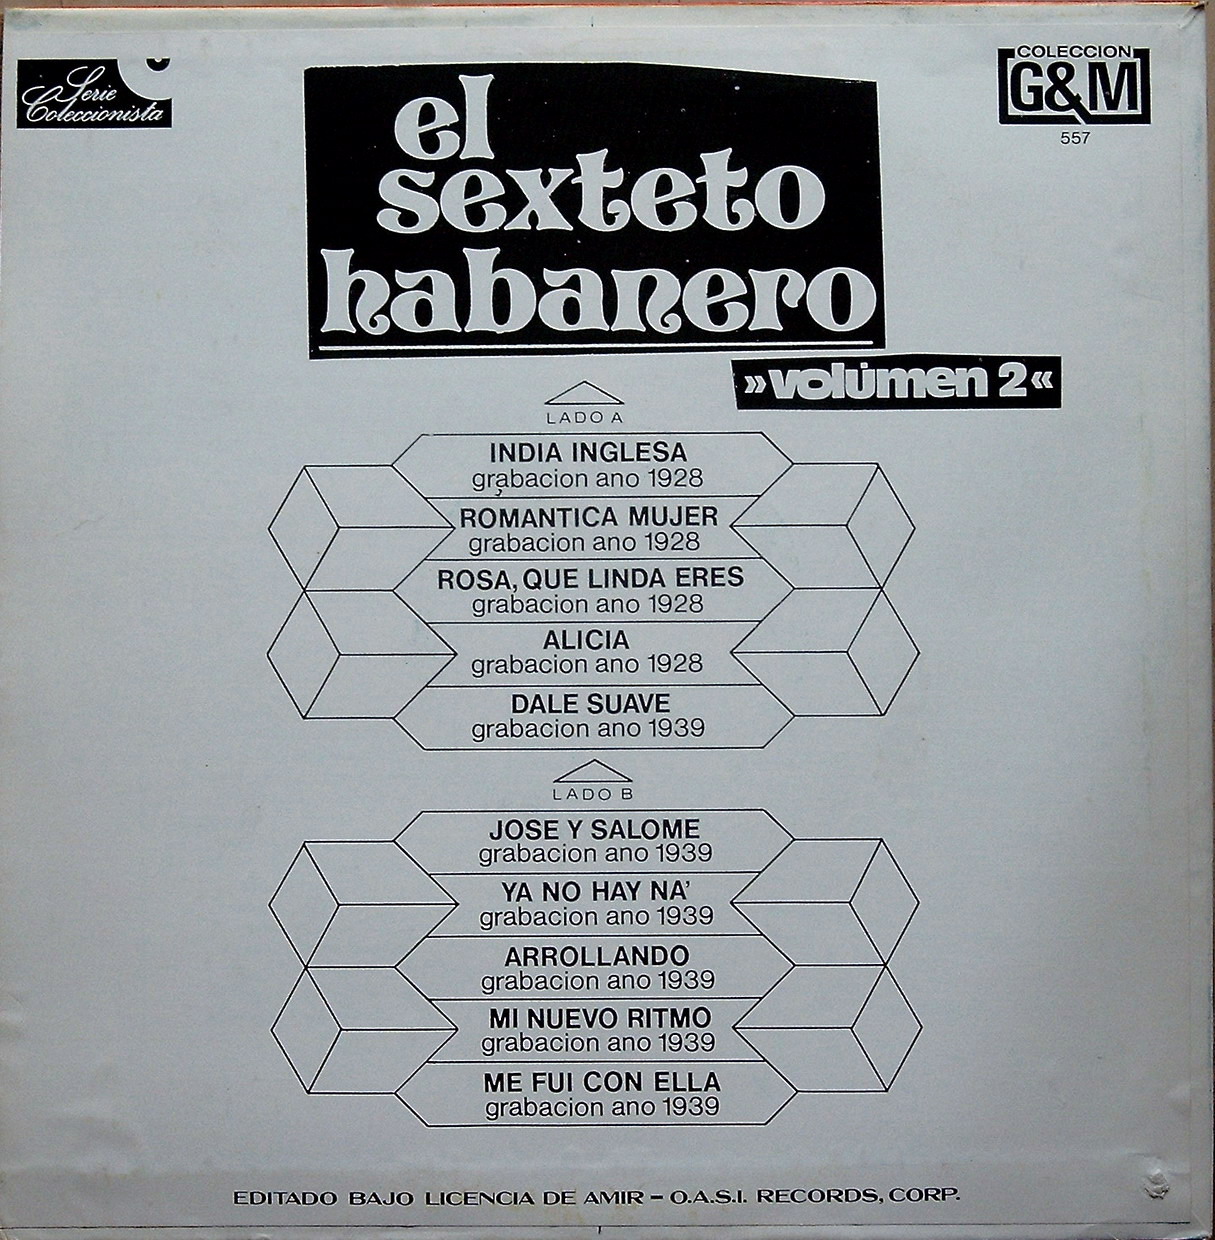 Serie
Coleccionista
COLECCION
G&M
557
el
sexteto
habanero
»volúmen 2«
LADO A
INDIA INGLESA
grabacion ano 1928
ROMANTICA MUJER
grabacion ano 1928
ROSA, QUE LINDA ERES
grabacion ano 1928
ALICIA
grabacion ano 1928
DALE SUAVE
grabacion ano 1939
LADO B
JOSE Y SALOME
grabacion ano 1939
YA NO HAY NA'
grabacion ano 1939
ARROLLANDO
grabacion ano 1939
MI NUEVO RITMO
grabacion ano 1939
ME FUI CON ELLA
grabacion ano 1939
EDITADO BAJO LICENCIA DE AMIR - O.A.S.I. RECORDS, CORP.